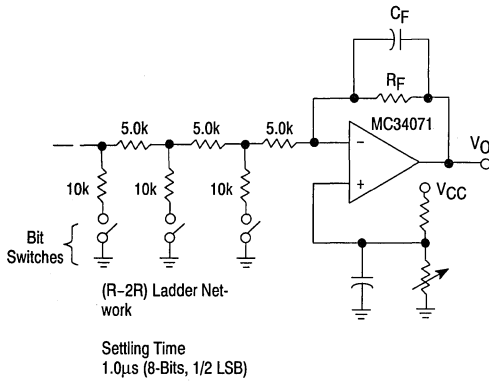 CF
RF
MC34071
5.0k
5.0k
5.0k
VO
10k
10k
10k
VCC
Bit
Switches
(R–2R) Ladder Net-
work
Settling Time
1.0µs (8-Bits, 1/2 LSB)